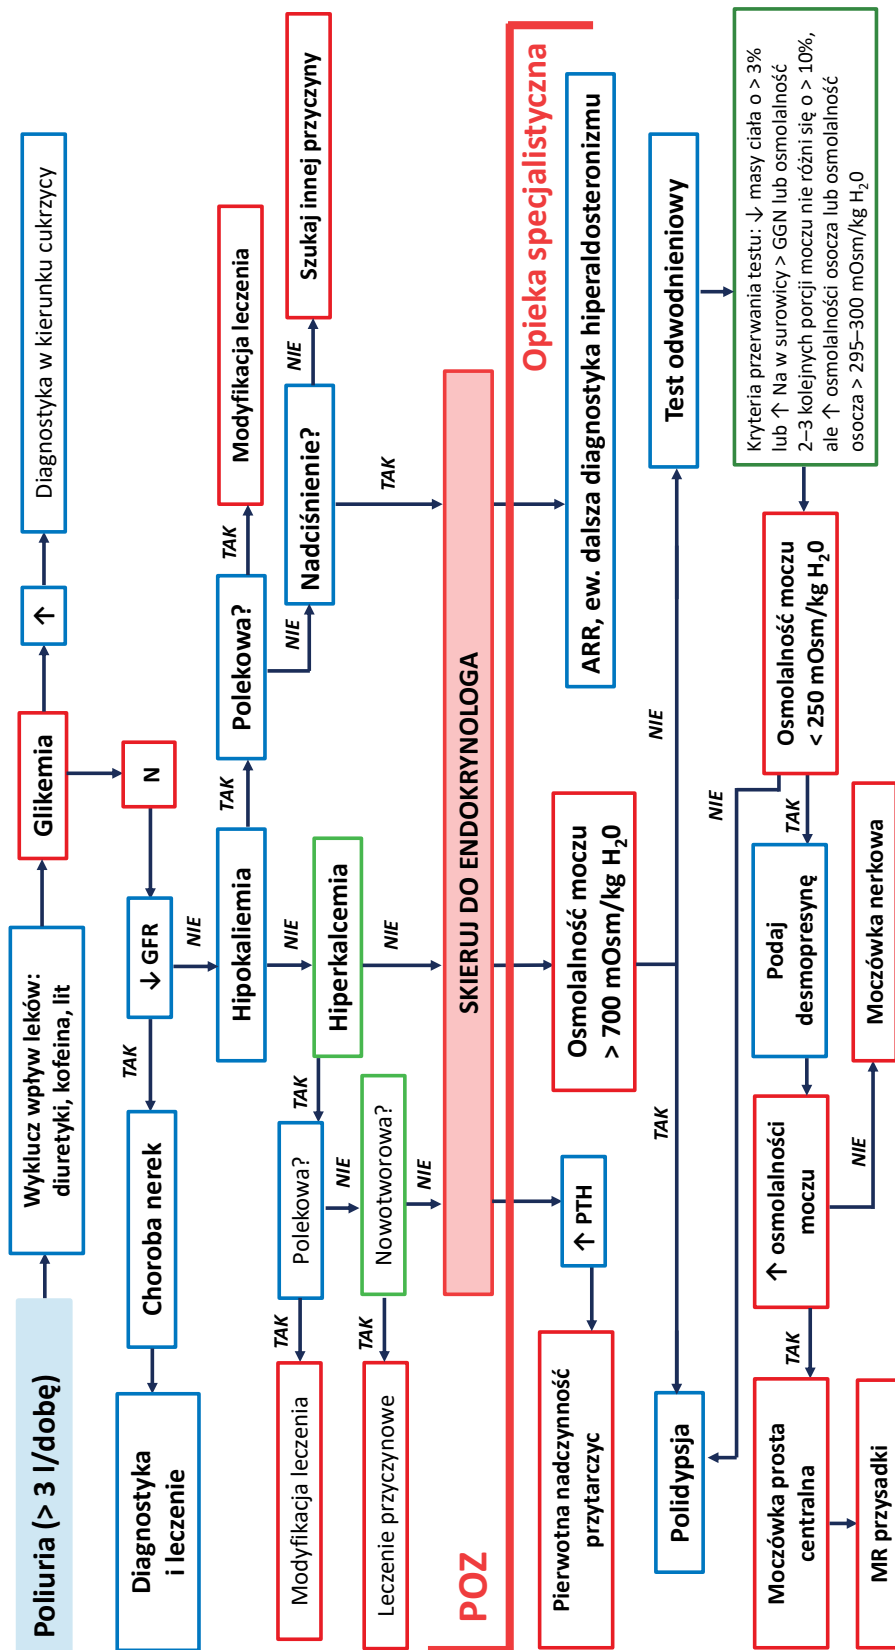 Poliuria (> 3 l/dobę)
Wyklucz wpływ leków:
diuretyki, kofeina, lit
Glikemia
↑
Diagnostyka w kierunku cukrzycy
N
↓ GFR
TAK
Choroba nerek
Diagnostyka
i leczenie
NIE
Hipokaliemia
TAK
Polekowa?
TAK
Modyfikacja leczenia
NIE
Nadciśnienie?
NIE
Szukaj innej przyczyny
TAK
NIE
Hiperkalcemia
TAK
Polekowa?
TAK
Modyfikacja leczenia
NIE
Nowotworowa?
TAK
Leczenie przyczynowe
NIE
NIE
SKIERUJ DO ENDOKRYNOLOGA
POZ
Opieka specjalistyczna
↑ PTH
Pierwotna nadczynność
przytarczyc
Osmolalność moczu
> 700 mOsm/kg H₂0
ARR, ew. dalsza diagnostyka hiperaldosteronizmu
TAK
NIE
Polidypsja
Test odwodnieniowy
Kryteria przerwania testu: ↓ masy ciała o > 3%
lub ↑ Na w surowicy > GGN lub osmolalność
2–3 kolejnych porcji moczu nie różni się o > 10%,
ale ↑ osmolalności osocza lub osmolalność
osocza > 295–300 mOsm/kg H₂0
Osmolalność moczu
< 250 mOsm/kg H₂0
NIE
TAK
Podaj
desmopresynę
↑ osmolalności
moczu
NIE
Moczówka nerkowa
TAK
Moczówka prosta
centralna
MR przysadki